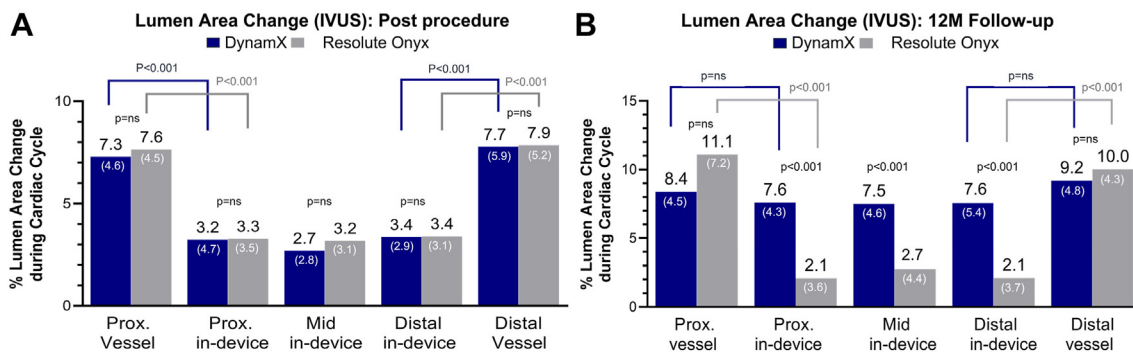 A
Lumen Area Change (IVUS): Post procedure
DynamX Resolute Onyx
P<0.001
P<0.001
P<0.001
P<0.001
% Lumen Area Change
during Cardiac Cycle
10
5
0
p=ns
7.3 7.6
(4.6) (4.5)
p=ns
3.2 3.3
(4.7) (3.5)
p=ns
2.7 3.2
(2.8) (3.1)
p=ns
3.4 3.4
(2.9) (3.1)
p=ns
7.7 7.9
(5.9) (5.2)
Prox.
Vessel
Prox.
in-device
Mid
in-device
Distal
in-device
Distal
Vessel
B
Lumen Area Change (IVUS): 12M Follow-up
DynamX Resolute Onyx
p=ns
p<0.001
p=ns
p<0.001
% Lumen Area Change
during Cardiac Cycle
15
10
5
0
p=ns
8.4 11.1
(4.5) (7.2)
p<0.001
7.6 2.1
(4.3) (3.6)
p<0.001
7.5 2.7
(4.6) (4.4)
p<0.001
7.6 2.1
(5.4) (3.7)
p=ns
9.2 10.0
(4.8) (4.3)
Prox.
vessel
Prox.
in-device
Mid
in-device
Distal
in-device
Distal
vessel